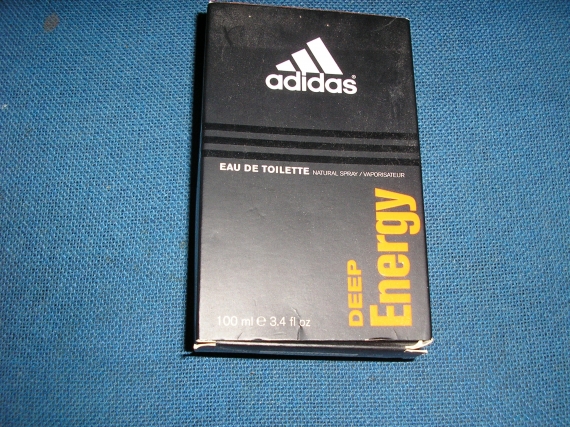 adidas®
EAU DE TOILETTE NATURAL SPRAY / VAPORISATEUR
DEEP
Energy
100 ml ℮ 3.4 fl oz